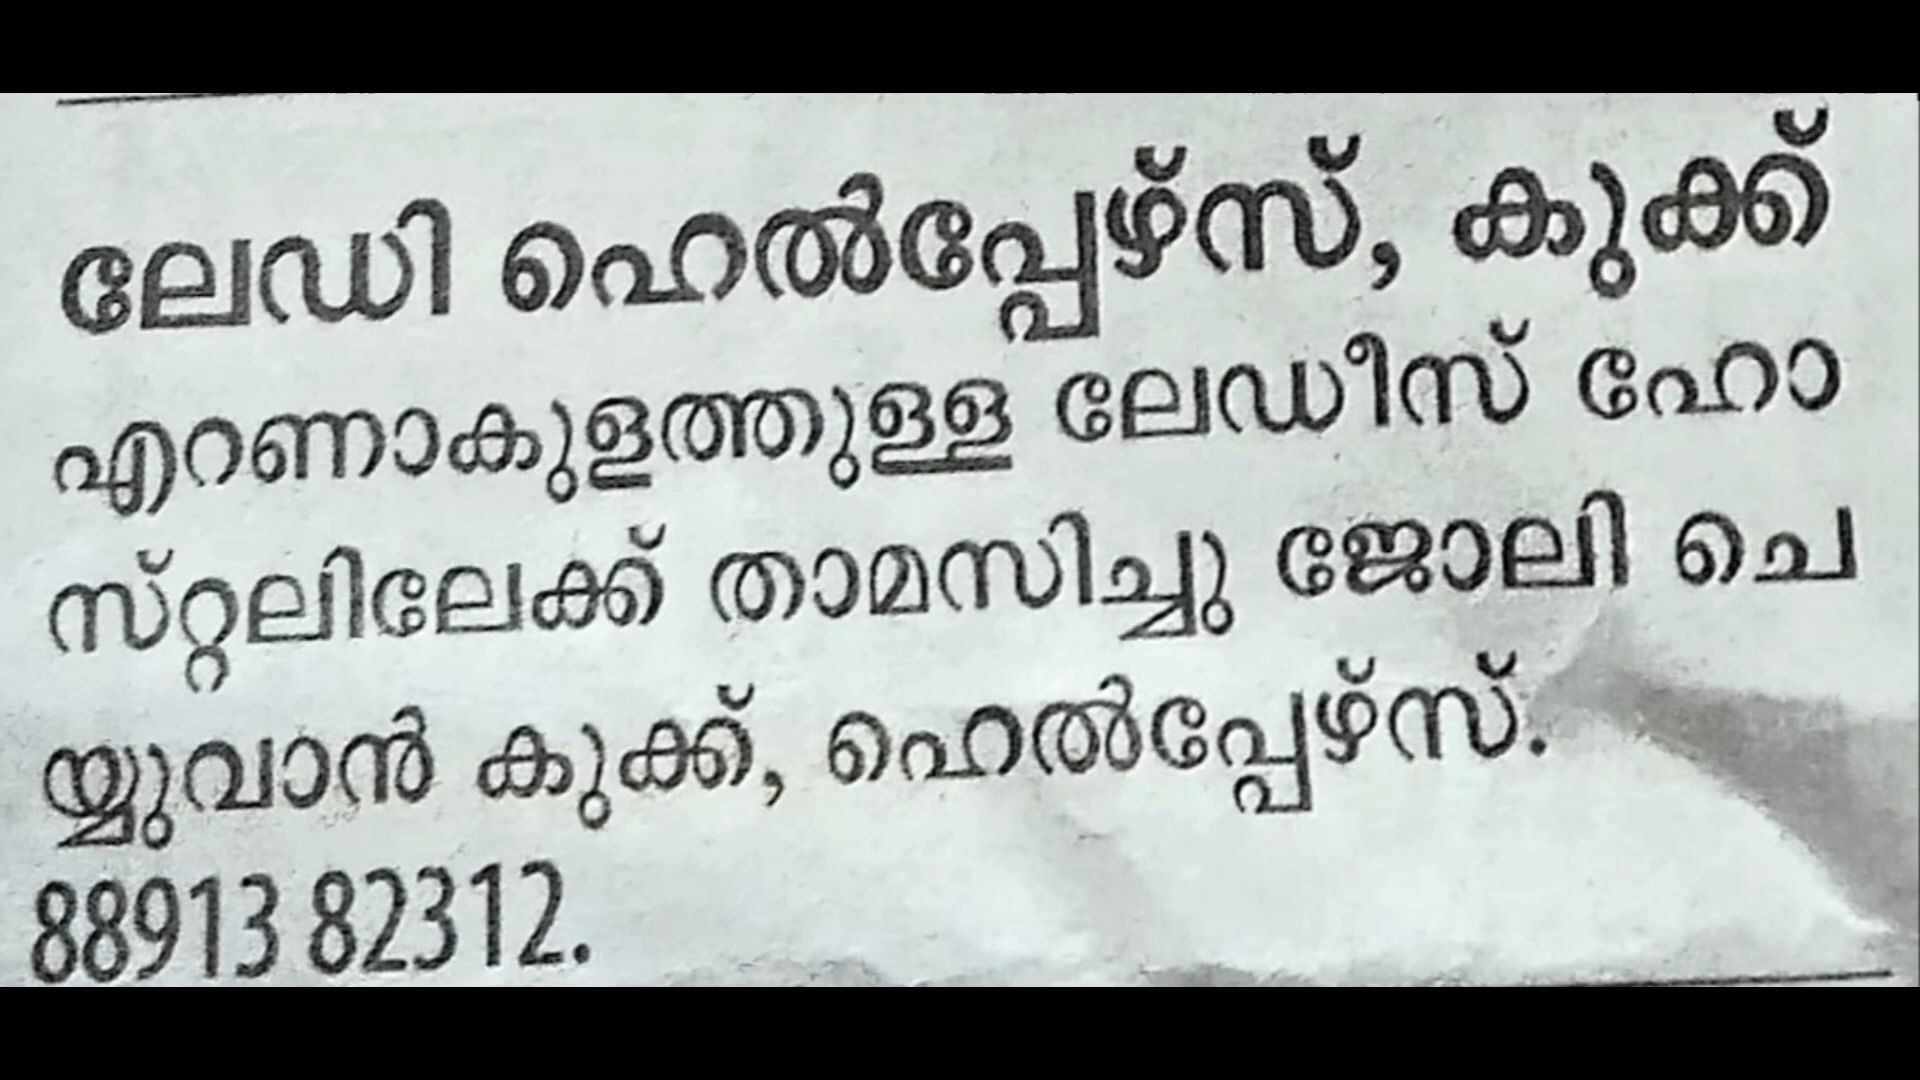 ലേഡി ഹെൽപ്പേഴ്സ്, കുക്ക്
എറണാകുളത്തുള്ള ലേഡീസ് ഹോ
സ്റ്റലിലേക്ക് താമസിച്ചു ജോലി ചെ
യ്യുവാൻ കുക്ക്, ഹെൽപ്പേഴ്സ്.
88913 82312.